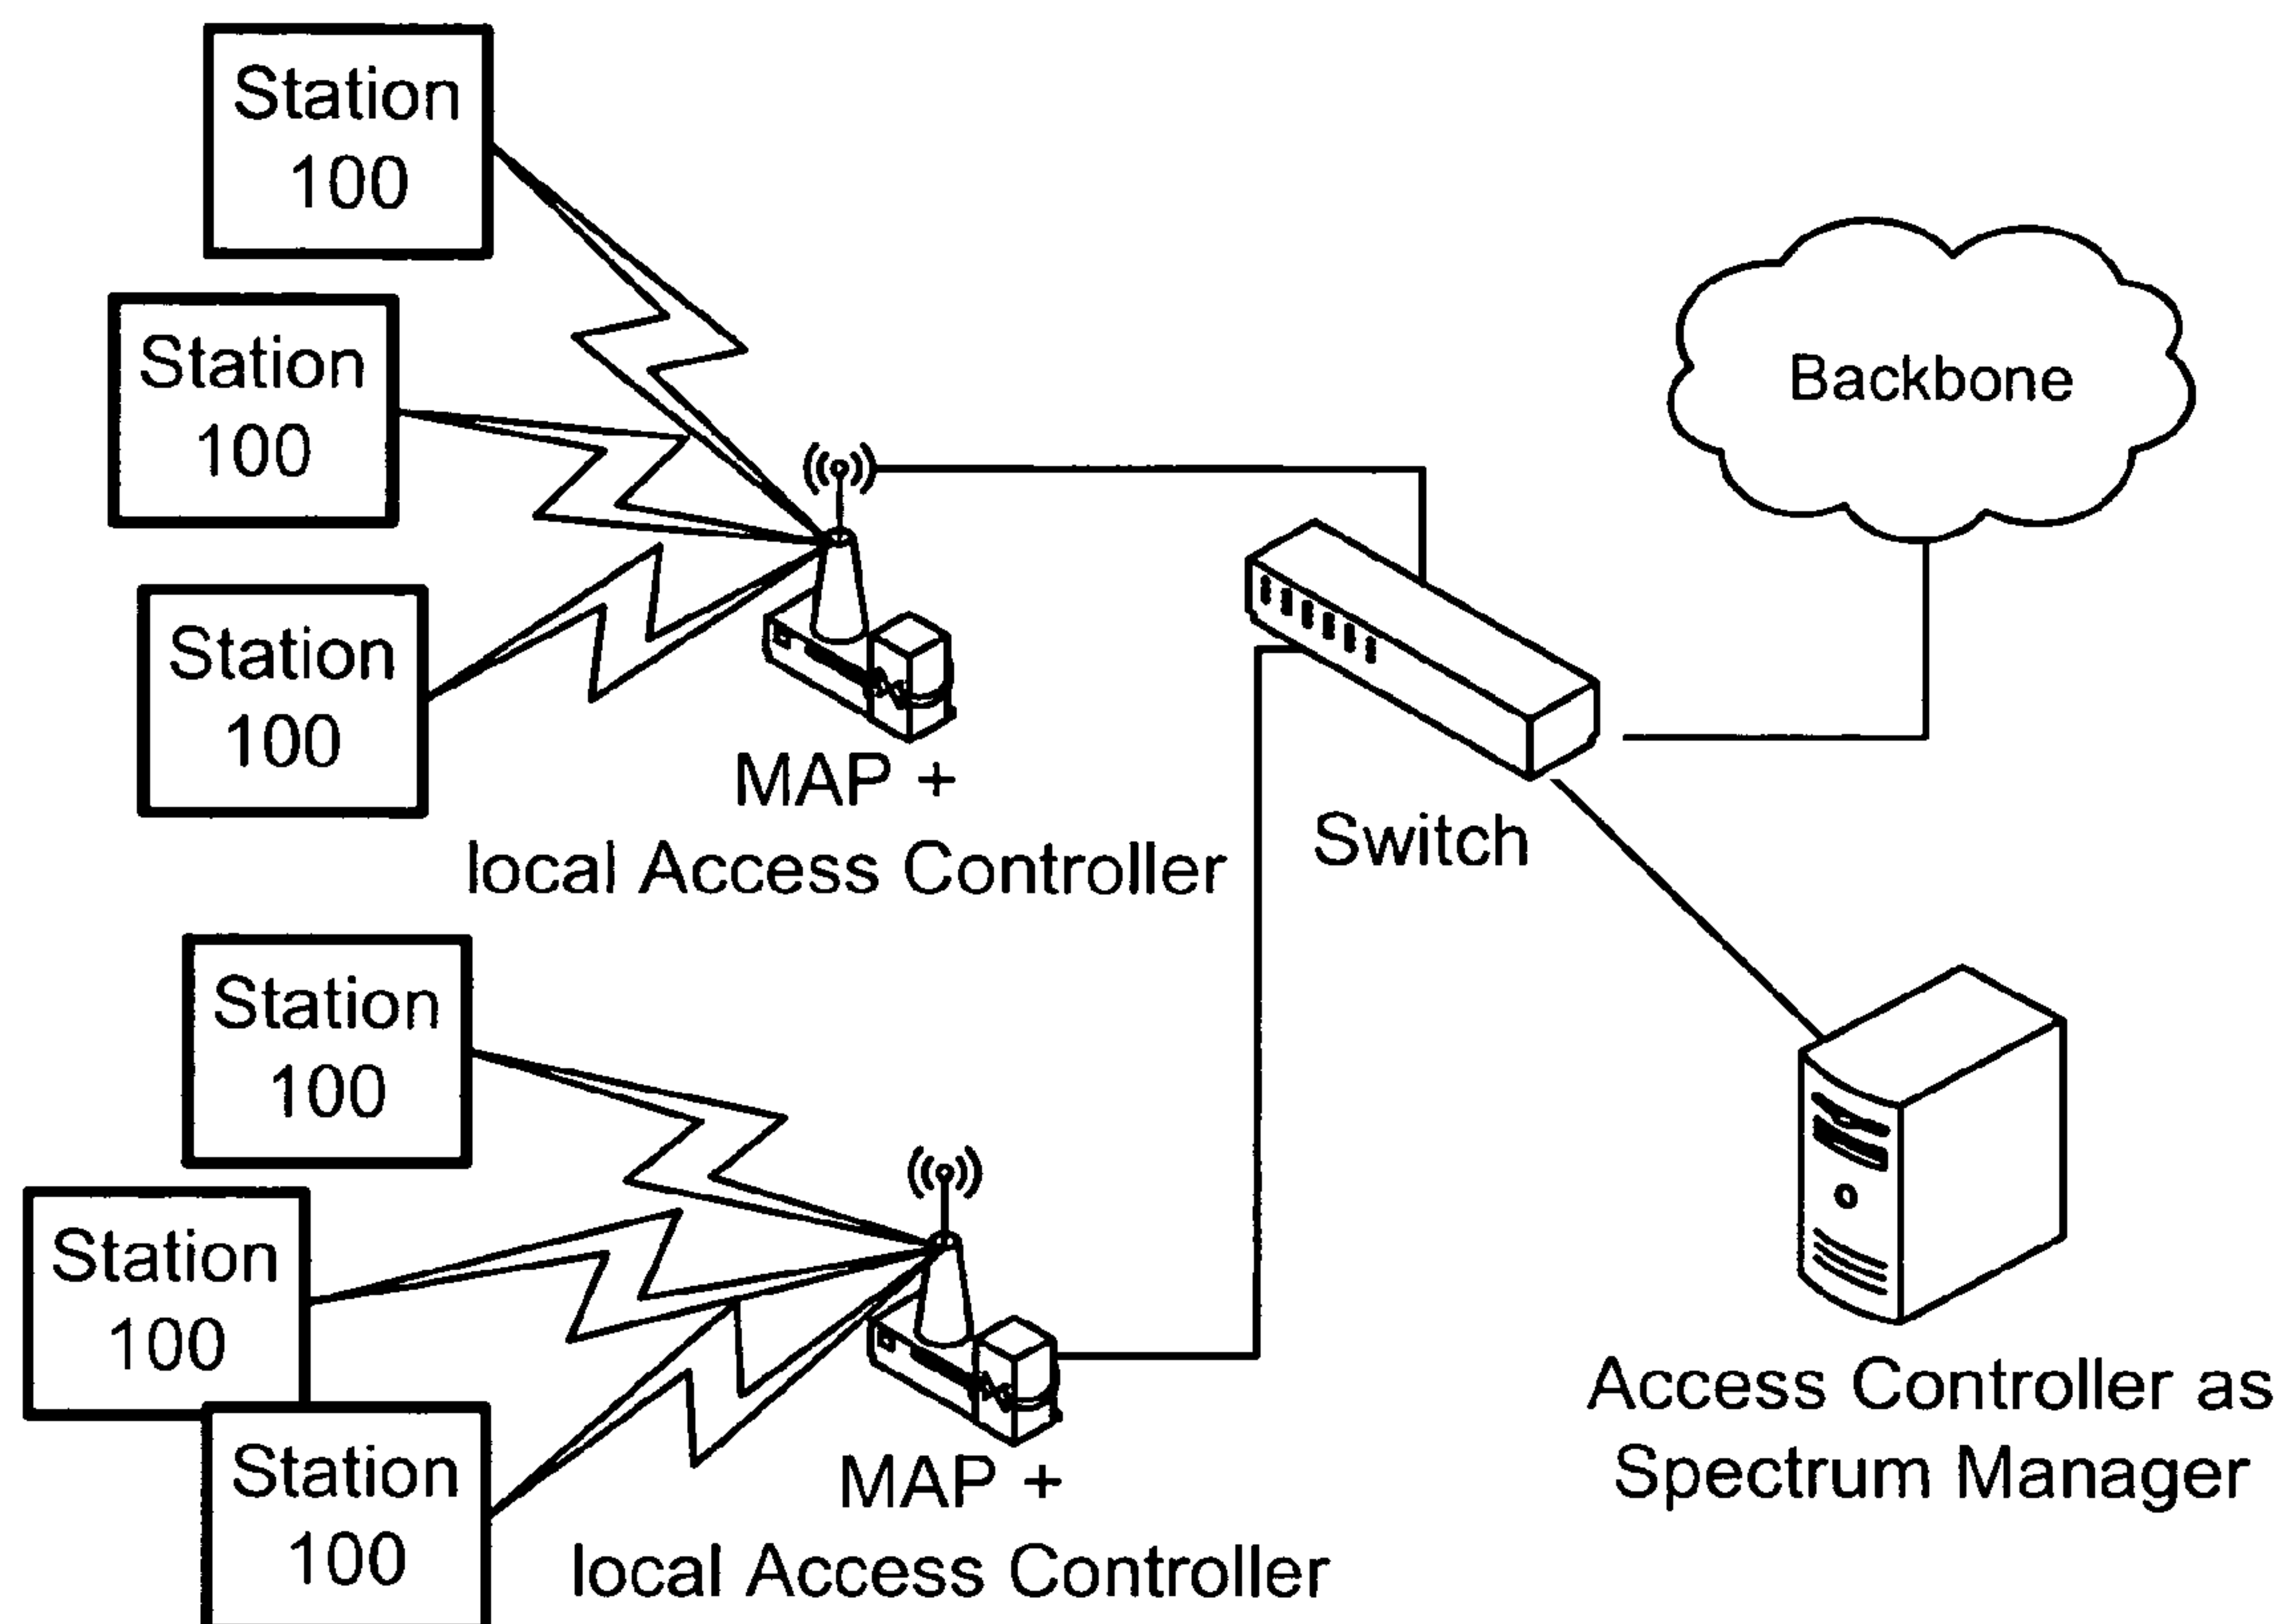 Station
100
Station
100
Station
100
MAP +
local Access Controller
Switch
Backbone
Station
100
Station
100
Station
100
MAP +
local Access Controller
Access Controller as
Spectrum Manager